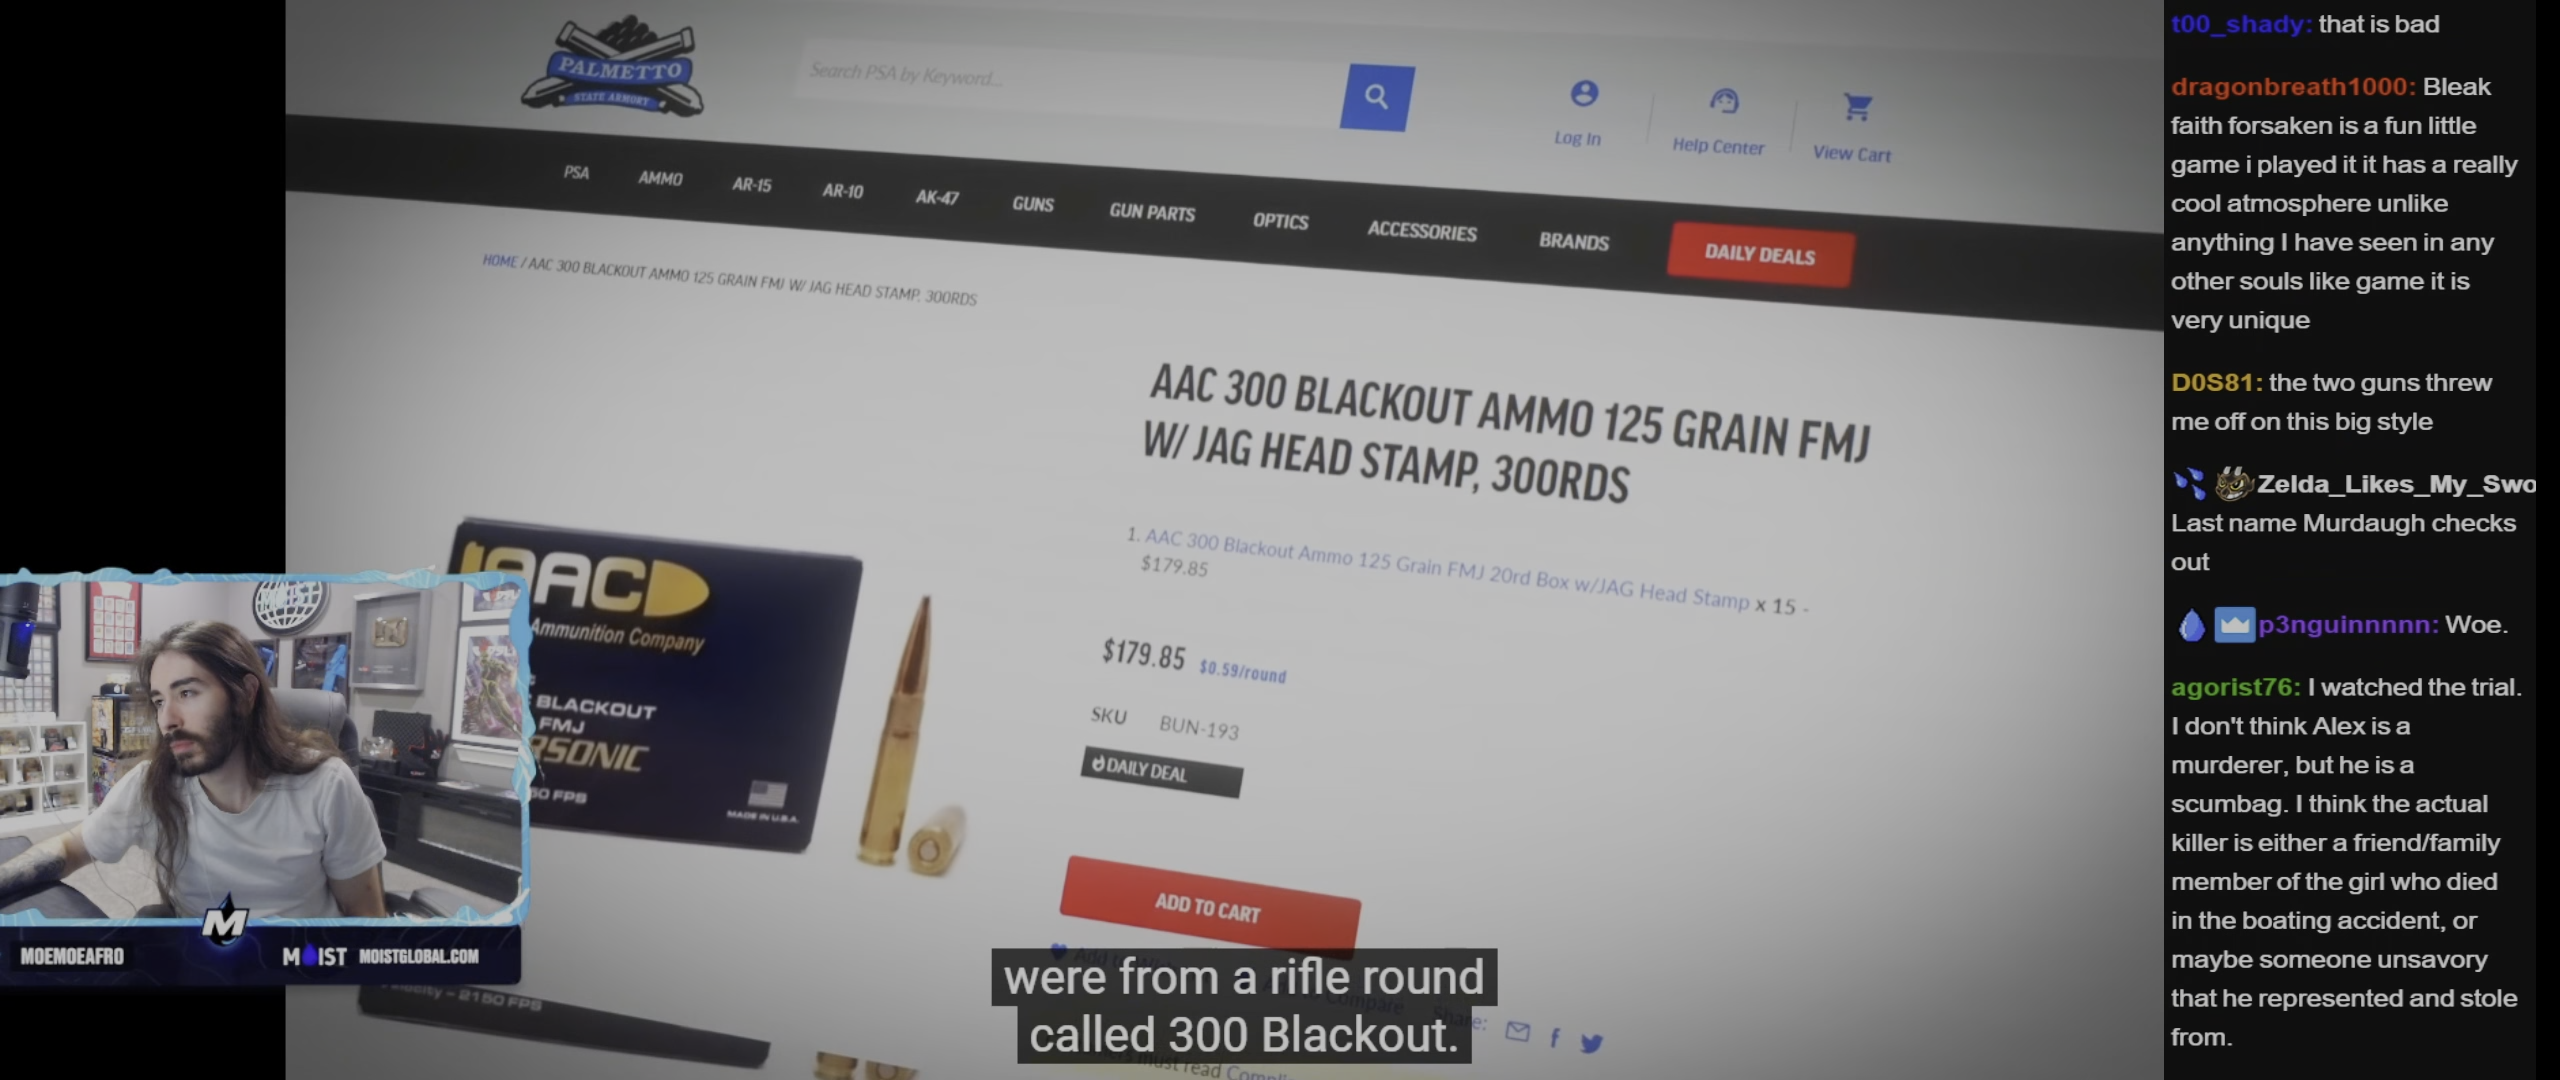 PALMETTO
STATE ARMORY
Search PSA by Keyword...
Log In
Help Center
View Cart
PSA
AMMO
AR-15
AR-10
AK-47
GUNS
GUN PARTS
OPTICS
ACCESSORIES
BRANDS
DAILY DEALS
HOME / AAC 300 BLACKOUT AMMO 125 GRAIN FMJ W/ JAG HEAD STAMP, 300RDS
AAC 300 BLACKOUT AMMO 125 GRAIN FMJ
W/ JAG HEAD STAMP, 300RDS
1. AAC 300 Blackout Ammo 125 Grain FMJ 20rd Box w/JAG Head Stamp x 15 -
$179.85
$179.85 $0.59/round
SKU BUN-193
DAILY DEAL
ADD TO CART
AAC
Ammunition Company
BLACKOUT
FMJ
RSONIC
50 FPS
MADE IN U.S.A.
2150 FPS
Compare
Share:
must read
were from a rifle round
called 300 Blackout.
MOIST
M
MOEMOEAFRO
MOIST
MOISTGLOBAL.COM
t00_shady: that is bad
dragonbreath1000: Bleak
faith forsaken is a fun little
game i played it it has a really
cool atmosphere unlike
anything I have seen in any
other souls like game it is
very unique
D0S81: the two guns threw
me off on this big style
Zelda_Likes_My_Swo
Last name Murdaugh checks
out
p3nguinnnnn: Woe.
agorist76: I watched the trial.
I don't think Alex is a
murderer, but he is a
scumbag. I think the actual
killer is either a friend/family
member of the girl who died
in the boating accident, or
maybe someone unsavory
that he represented and stole
from.